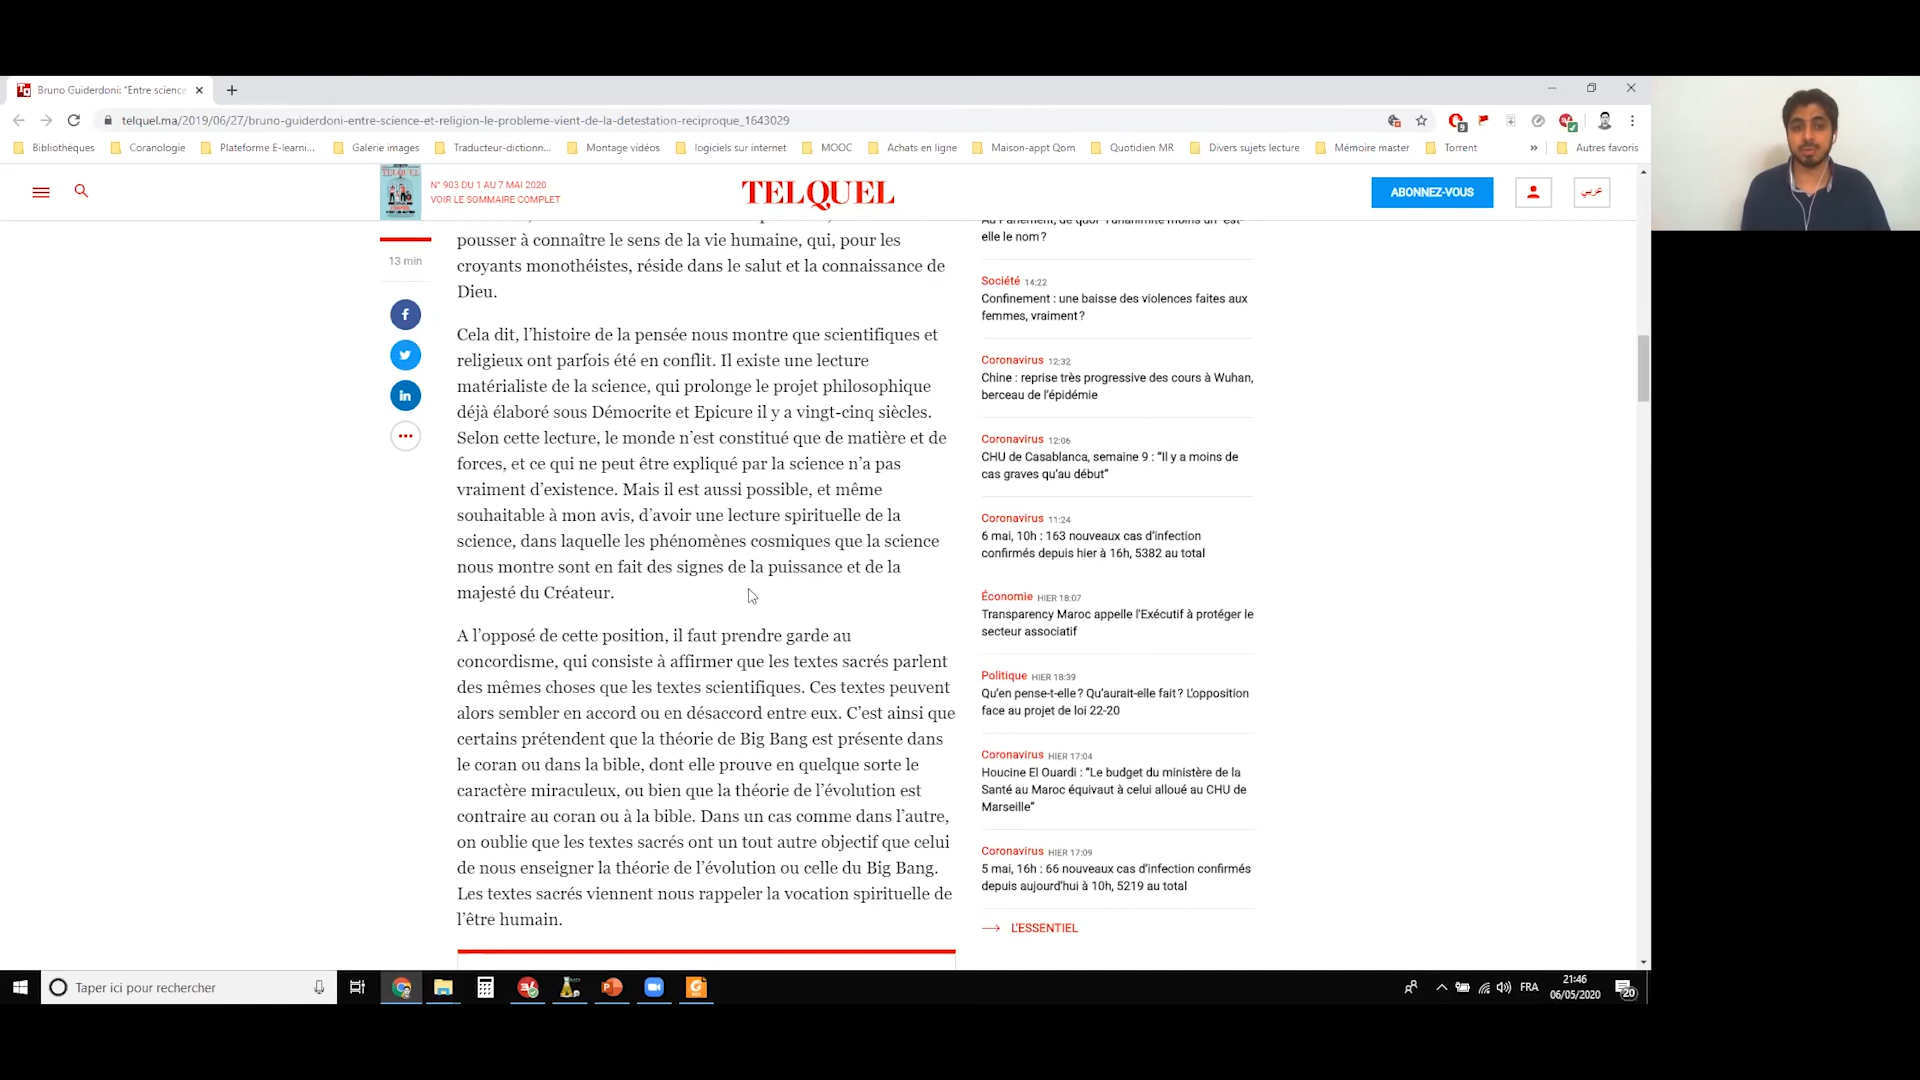 Bruno Guiderdoni: "Entre science
telquel.ma/2019/06/27/bruno-guiderdoni-entre-science-et-religion-le-probleme-vient-de-la-detestation-reciproque_1643029
Bibliothèques
Coranologie
Plateforme E-learni...
Galerie images
Traducteur-dictionn...
Montage vidéos
logiciels sur internet
MOOC
Achats en ligne
Maison-appt Qom
Quotidien MR
Divers sujets lecture
Mémoire master
Torrent
»
Autres favoris
TELQUEL
N° 903 DU 1 AU 7 MAI 2020
VOIR LE SOMMAIRE COMPLET
TELQUEL
ABONNEZ-VOUS
عربي
13 min
pousser à connaître le sens de la vie humaine, qui, pour les
croyants monothéistes, réside dans le salut et la connaissance de
Dieu.
Cela dit, l’histoire de la pensée nous montre que scientifiques et
religieux ont parfois été en conflit. Il existe une lecture
matérialiste de la science, qui prolonge le projet philosophique
déjà élaboré sous Démocrite et Epicure il y a vingt-cinq siècles.
Selon cette lecture, le monde n’est constitué que de matière et de
forces, et ce qui ne peut être expliqué par la science n’a pas
vraiment d’existence. Mais il est aussi possible, et même
souhaitable à mon avis, d’avoir une lecture spirituelle de la
science, dans laquelle les phénomènes cosmiques que la science
nous montre sont en fait des signes de la puissance et de la
majesté du Créateur.
A l’opposé de cette position, il faut prendre garde au
concordisme, qui consiste à affirmer que les textes sacrés parlent
des mêmes choses que les textes scientifiques. Ces textes peuvent
alors sembler en accord ou en désaccord entre eux. C’est ainsi que
certains prétendent que la théorie de Big Bang est présente dans
le coran ou dans la bible, dont elle prouve en quelque sorte le
caractère miraculeux, ou bien que la théorie de l’évolution est
contraire au coran ou à la bible. Dans un cas comme dans l’autre,
on oublie que les textes sacrés ont un tout autre objectif que celui
de nous enseigner la théorie de l’évolution ou celle du Big Bang.
Les textes sacrés viennent nous rappeler la vocation spirituelle de
l’être humain.
Au Parlement, de quoi “l’unanimité moins un” est-
elle le nom ?
Société 14:22
Confinement : une baisse des violences faites aux
femmes, vraiment ?
Coronavirus 12:32
Chine : reprise très progressive des cours à Wuhan,
berceau de l’épidémie
Coronavirus 12:06
CHU de Casablanca, semaine 9 : “Il y a moins de
cas graves qu’au début”
Coronavirus 11:24
6 mai, 10h : 163 nouveaux cas d’infection
confirmés depuis hier à 16h, 5382 au total
Économie HIER 18:07
Transparency Maroc appelle l’Exécutif à protéger le
secteur associatif
Politique HIER 18:39
Qu’en pense-t-elle ? Qu’aurait-elle fait ? L’opposition
face au projet de loi 22-20
Coronavirus HIER 17:04
Houcine El Ouardi : “Le budget du ministère de la
Santé au Maroc équivaut à celui alloué au CHU de
Marseille”
Coronavirus HIER 17:09
5 mai, 16h : 66 nouveaux cas d’infection confirmés
depuis aujourd’hui à 10h, 5219 au total
L’ESSENTIEL
Taper ici pour rechercher
FRA
21:46
06/05/2020
20